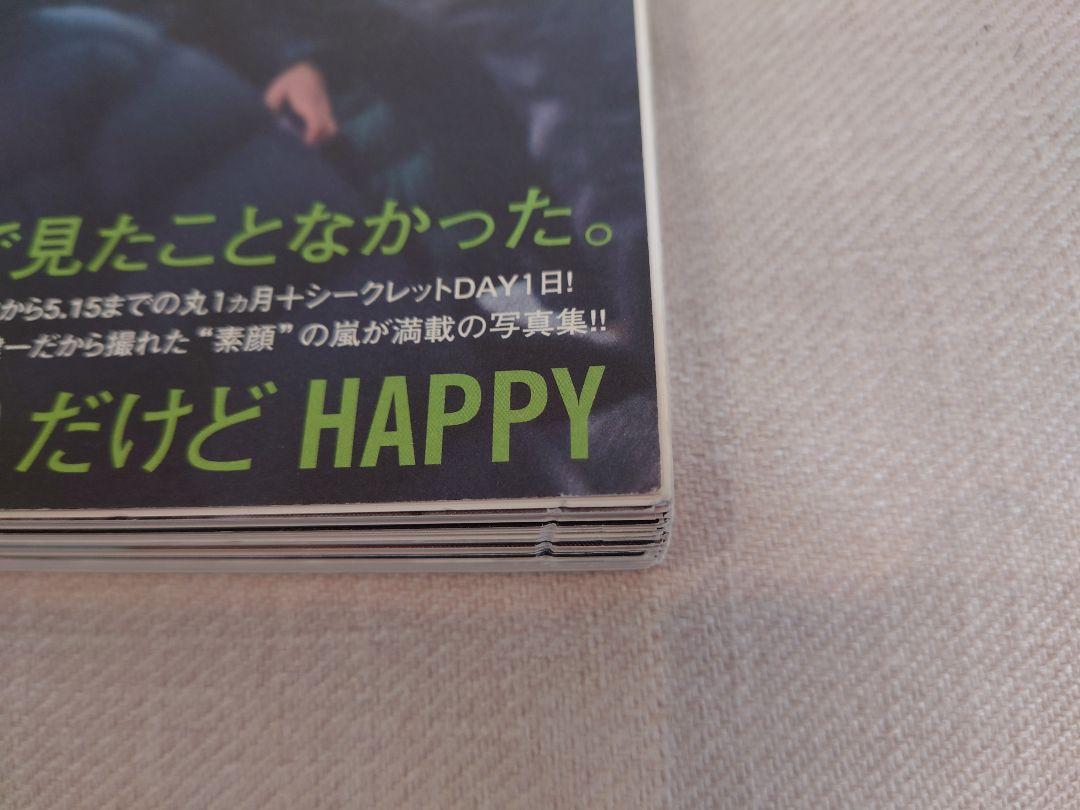 で見たことなかった。
から5.15までの丸1ヵ月＋シークレットDAY1日!
だから撮れた“素顔”の嵐が満載の写真集!!
だけど HAPPY